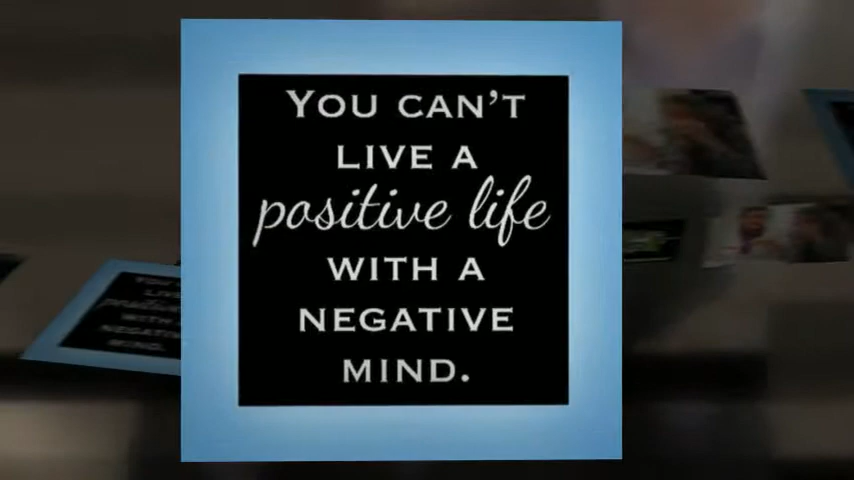 YOU CAN'T
LIVE A
positive life
WITH A
NEGATIVE
MIND.